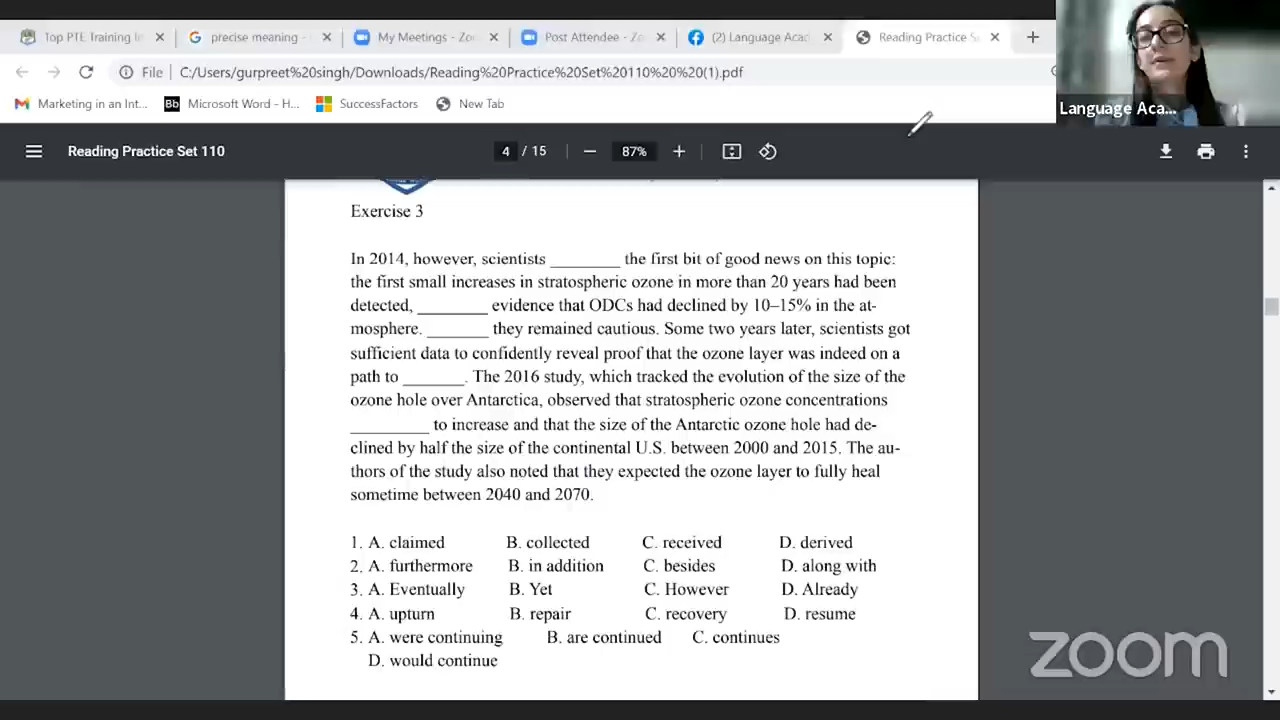 Top PTE Training I
precise meaning -
My Meetings - Zo
Post Attendee - Z
(2) Language Aca
Reading Practice S
File
C:/Users/gurpreet%20singh/Downloads/Reading%20Practice%20Set%20110%20%20(1).pdf
Marketing in an Int...
Bb
Microsoft Word - H...
SuccessFactors
New Tab
Language Aca...
Reading Practice Set 110
4 / 15
87%
Exercise 3
In 2014, however, scientists ________ the first bit of good news on this topic:
the first small increases in stratospheric ozone in more than 20 years had been
detected, ________ evidence that ODCs had declined by 10–15% in the at-
mosphere. _______ they remained cautious. Some two years later, scientists got
sufficient data to confidently reveal proof that the ozone layer was indeed on a
path to _______. The 2016 study, which tracked the evolution of the size of the
ozone hole over Antarctica, observed that stratospheric ozone concentrations
_________ to increase and that the size of the Antarctic ozone hole had de-
clined by half the size of the continental U.S. between 2000 and 2015. The au-
thors of the study also noted that they expected the ozone layer to fully heal
sometime between 2040 and 2070.
1. A. claimed B. collected C. received D. derived
2. A. furthermore B. in addition C. besides D. along with
3. A. Eventually B. Yet C. However D. Already
4. A. upturn B. repair C. recovery D. resume
5. A. were continuing B. are continued C. continues
D. would continue
zoom